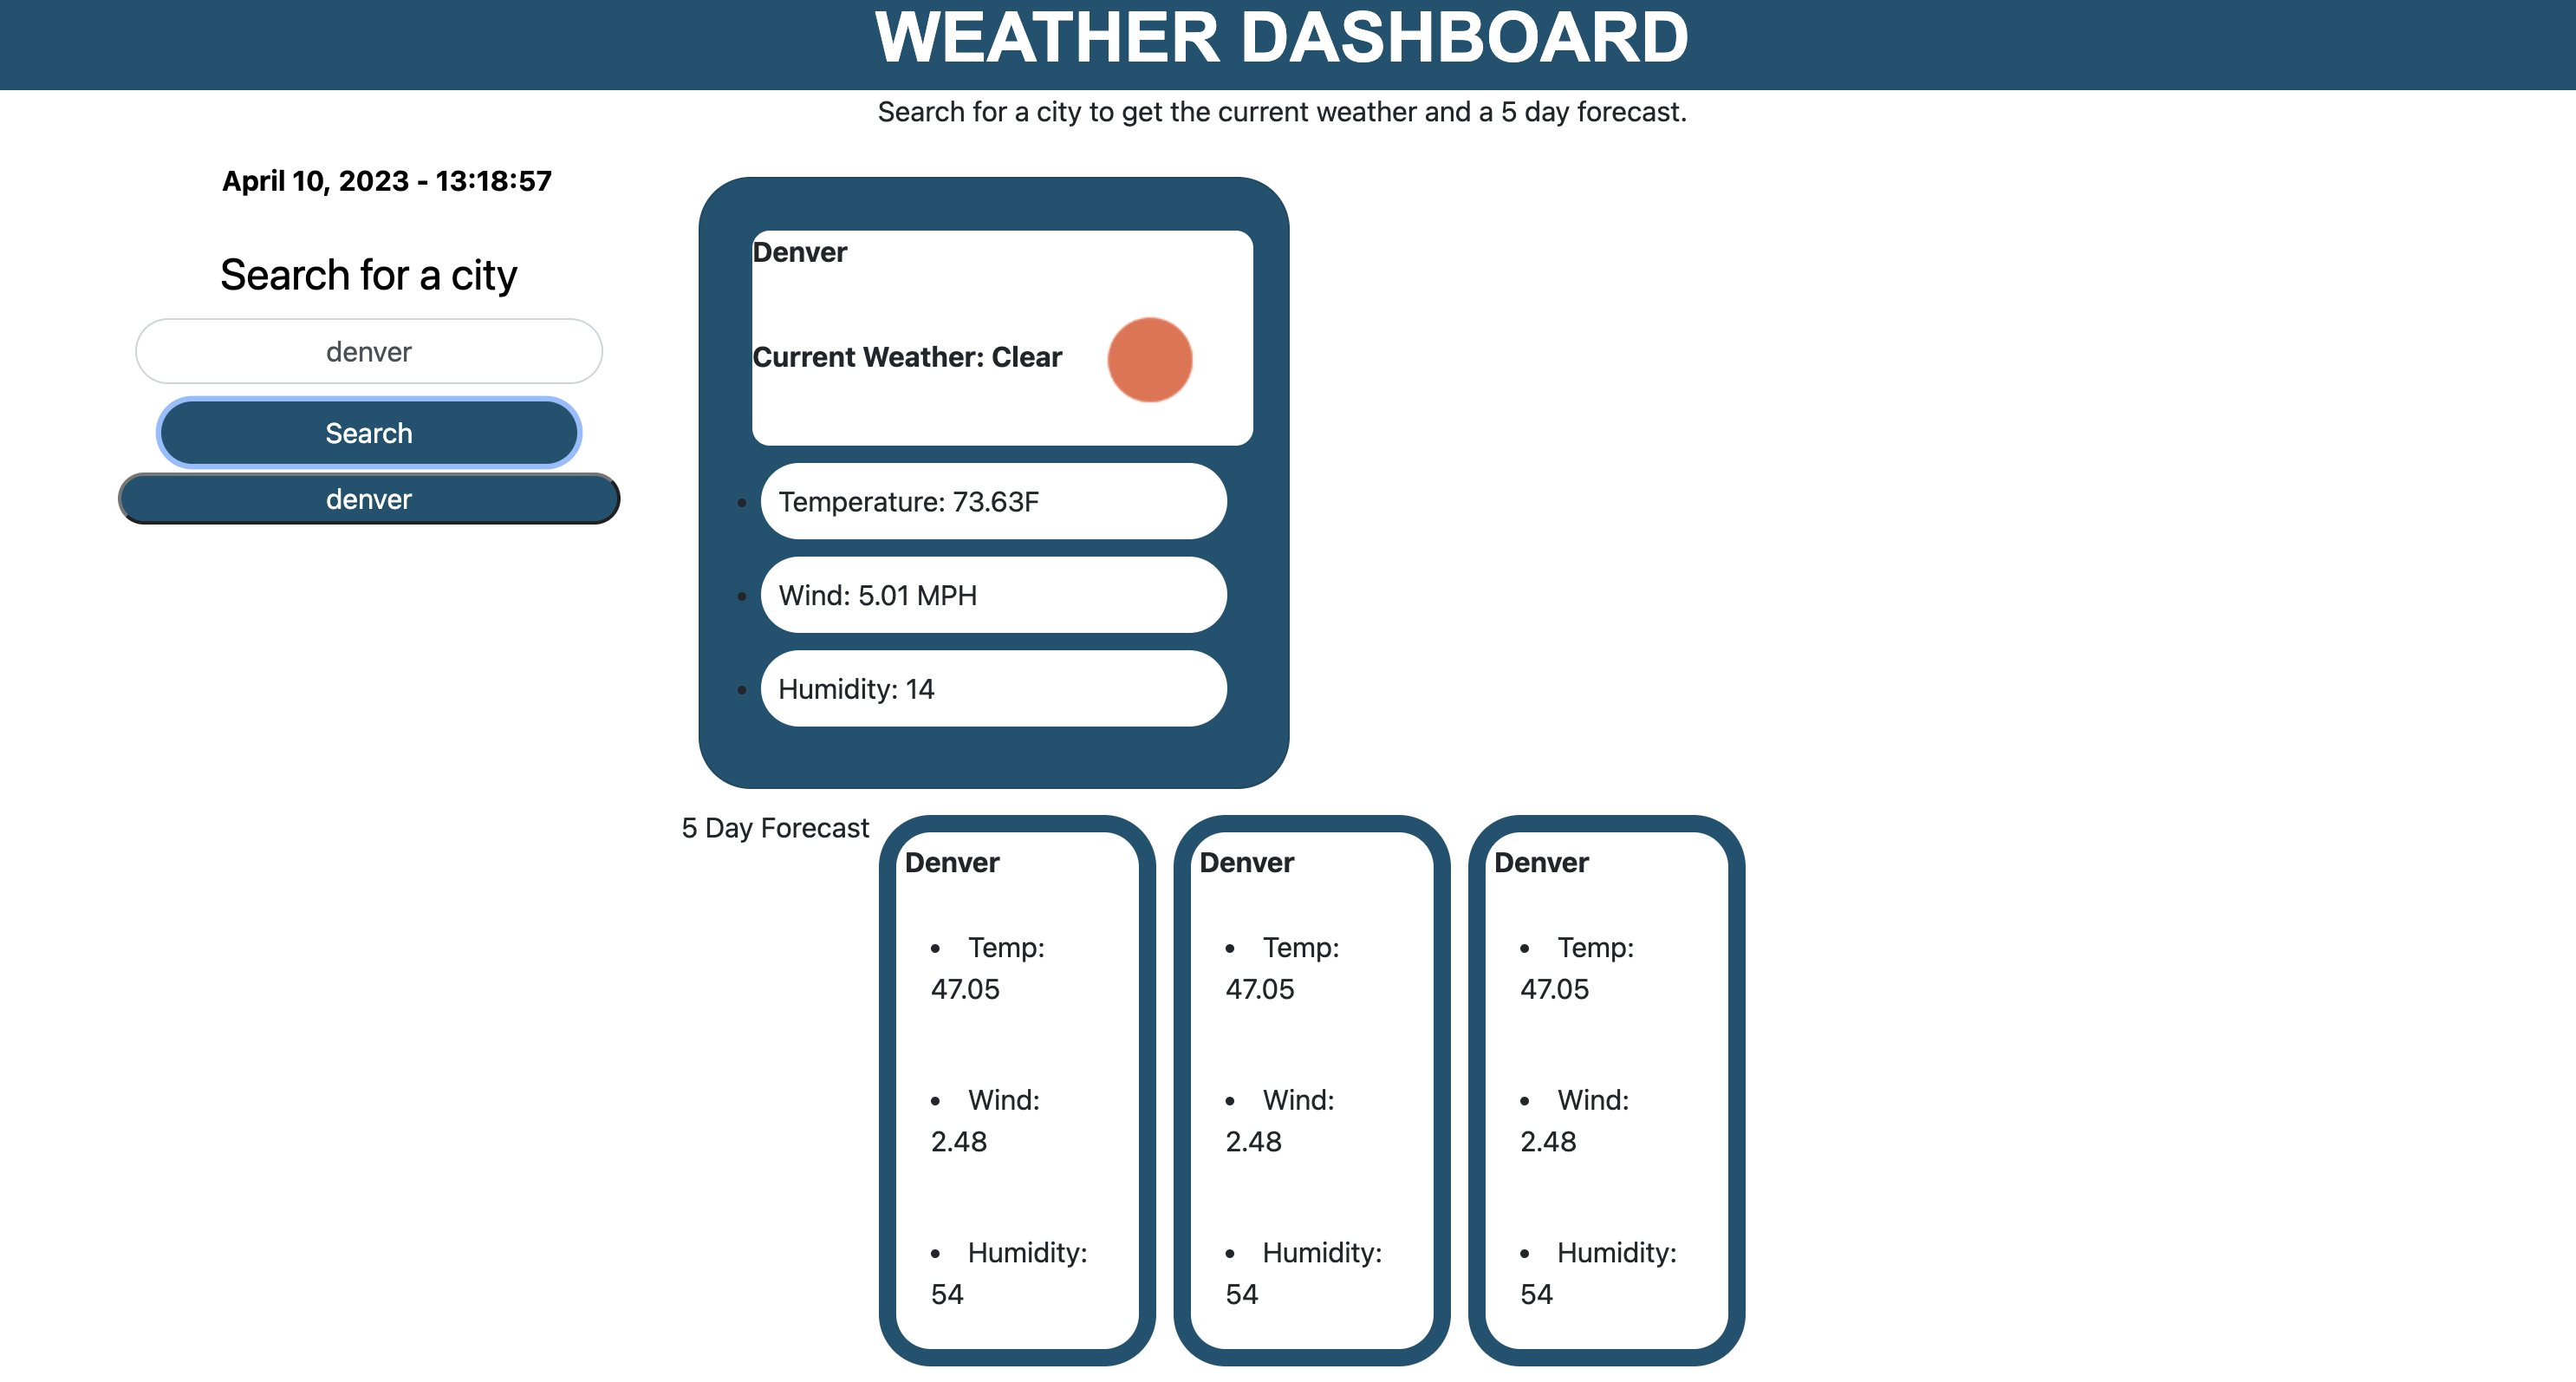 WEATHER DASHBOARD
Search for a city to get the current weather and a 5 day forecast.
April 10, 2023 - 13:18:57
Search for a city
denver
Search
denver
Denver
Current Weather: Clear
• Temperature: 73.63F
• Wind: 5.01 MPH
• Humidity: 14
5 Day Forecast
Denver
• Temp:
47.05
• Wind:
2.48
• Humidity:
54
Denver
• Temp:
47.05
• Wind:
2.48
• Humidity:
54
Denver
• Temp:
47.05
• Wind:
2.48
• Humidity:
54